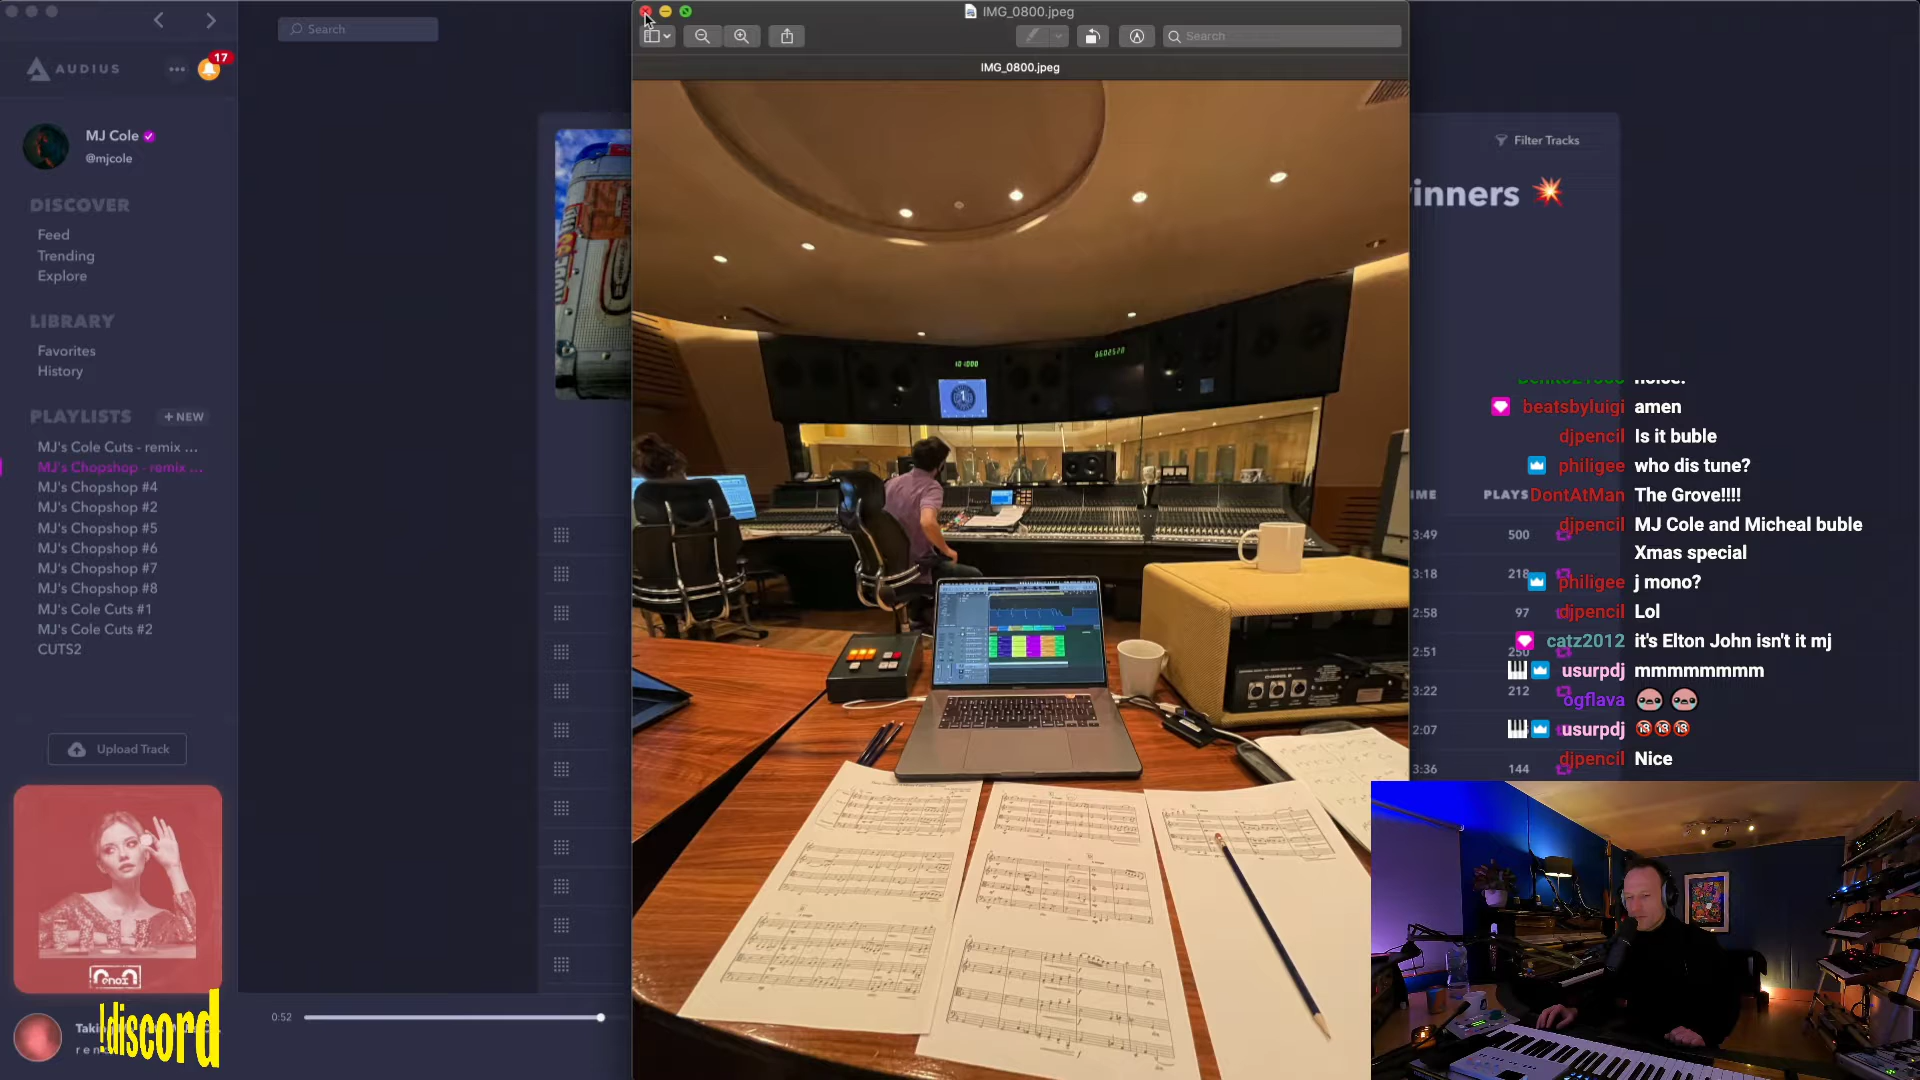 Search
AUDIUS
17
MJ Cole
@mjcole
DISCOVER
Feed
Trending
Explore
LIBRARY
Favorites
History
PLAYLISTS
+ NEW
MJ's Cole Cuts - remix ...
MJ's Chopshop - remix ...
MJ's Chopshop #4
MJ's Chopshop #2
MJ's Chopshop #5
MJ's Chopshop #6
MJ's Chopshop #7
MJ's Chopshop #8
MJ's Cole Cuts #1
MJ's Cole Cuts #2
CUTS2
Upload Track
!discord
0:52
IMG_0800.jpeg
Search
IMG_0800.jpeg
1
Filter Tracks
inners
PLAYS
3:49 500
3:18 218
2:58 97
2:51 250
3:22 212
2:07
3:36 144
beatsbyluigi amen
djpencil Is it buble
philigee who dis tune?
DontAtMan The Grove!!!!
djpencil MJ Cole and Micheal buble
Xmas special
philigee j mono?
djpencil Lol
catz2012 it's Elton John isn't it mj
usurpdj mmmmmmmm
ogflava
usurpdj 🔞🔞🔞
djpencil Nice